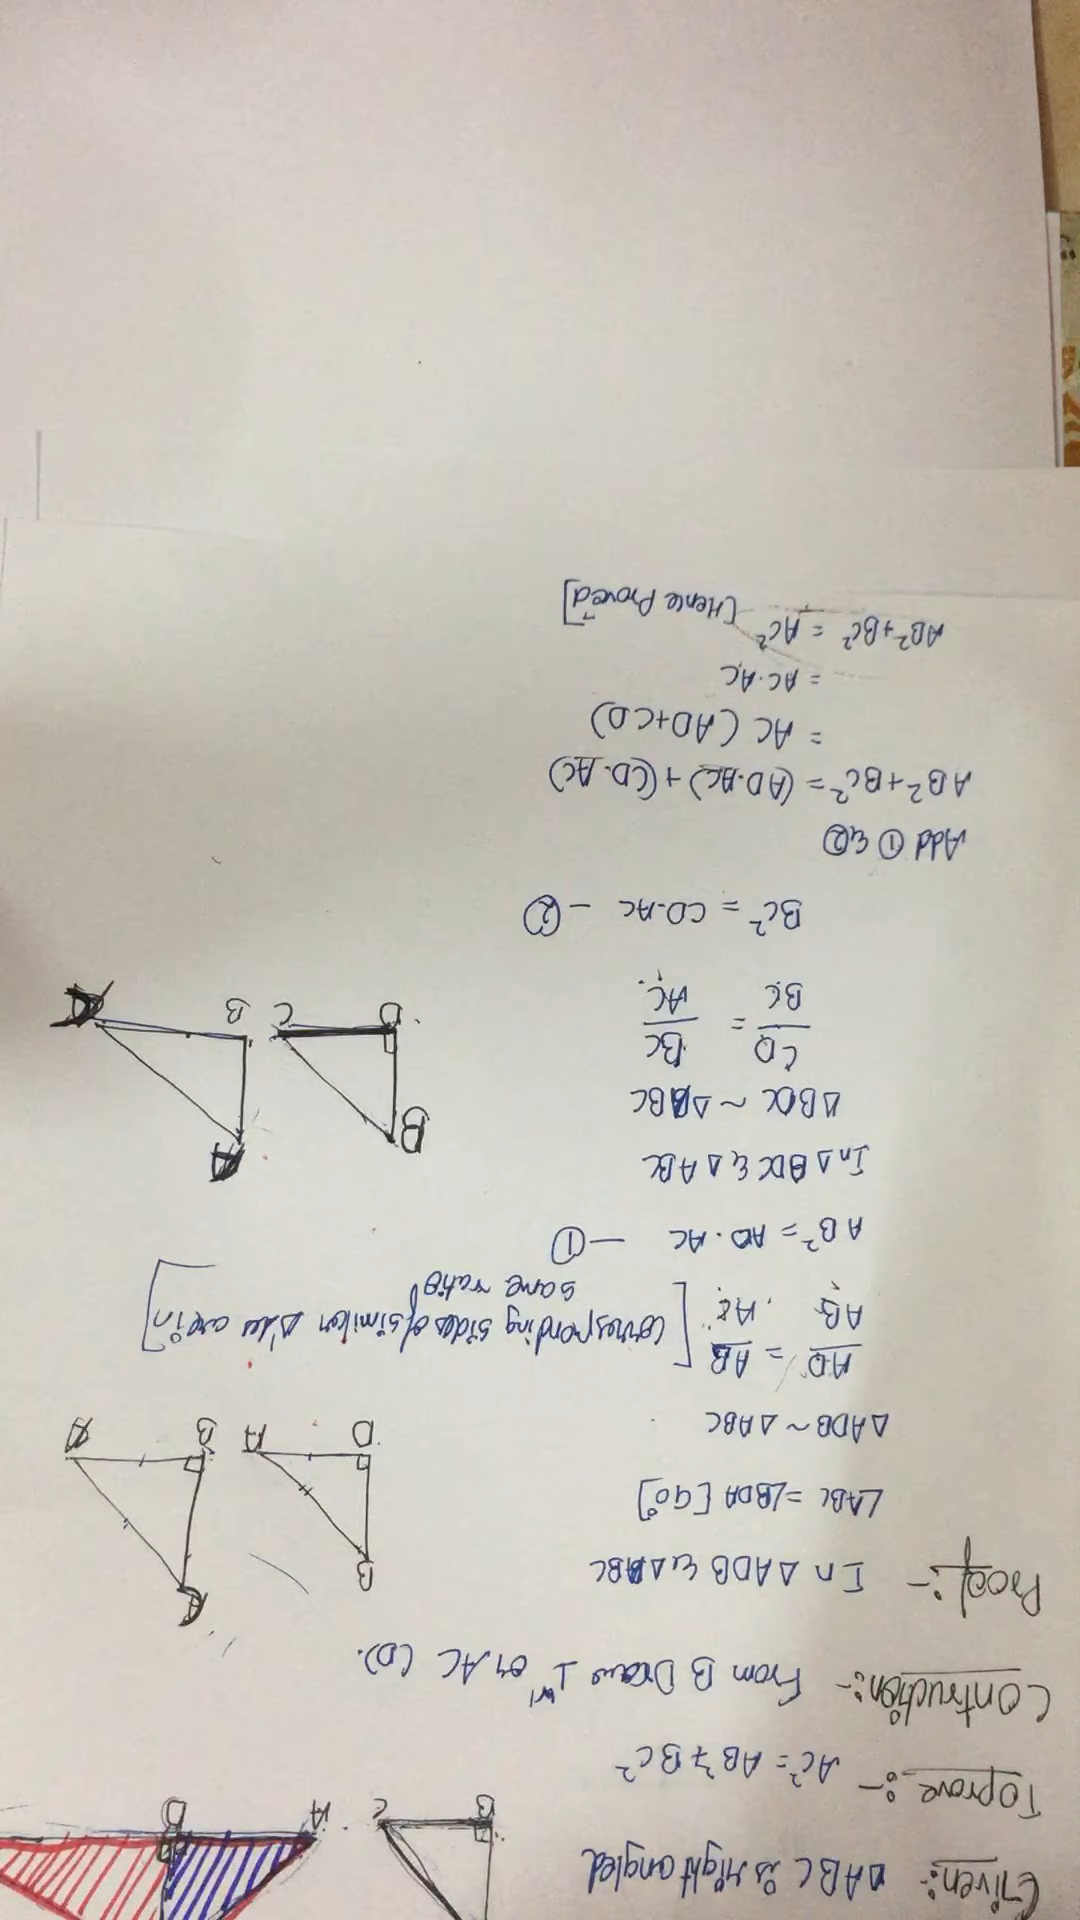 Given:- △ABC is right angled
To prove:- AC² = AB² + BC²
Contruction:- From B Draw ⊥ʳ on AC (D).
Proof:- In △ADB & △ABC
∠ABC = ∠BDA [90°]
△ADB ~ △ABC
AD/AB = AB/AC [corresponding sides of similar △les are in same ratio]
AB² = AD.AC — ①
In △BDC & △ABC
△BDC ~ △ABC
CD/BC = BC/AC
BC² = CD.AC — ②
Add ① & ②
AB² + BC² = (AD.AC) + (CD.AC)
= AC (AD+CD)
= AC.AC
AB² + BC² = AC² [Hence Proved]
B C
A D
B D A
B
B D C
B
A B